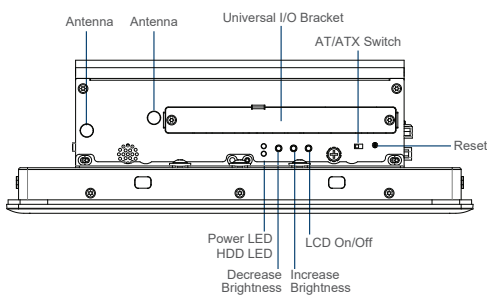 Universal I/O Bracket
Antenna
Antenna
AT/ATX Switch
Reset
Power LED
HDD LED
LCD On/Off
Decrease
Brightness
Increase
Brightness